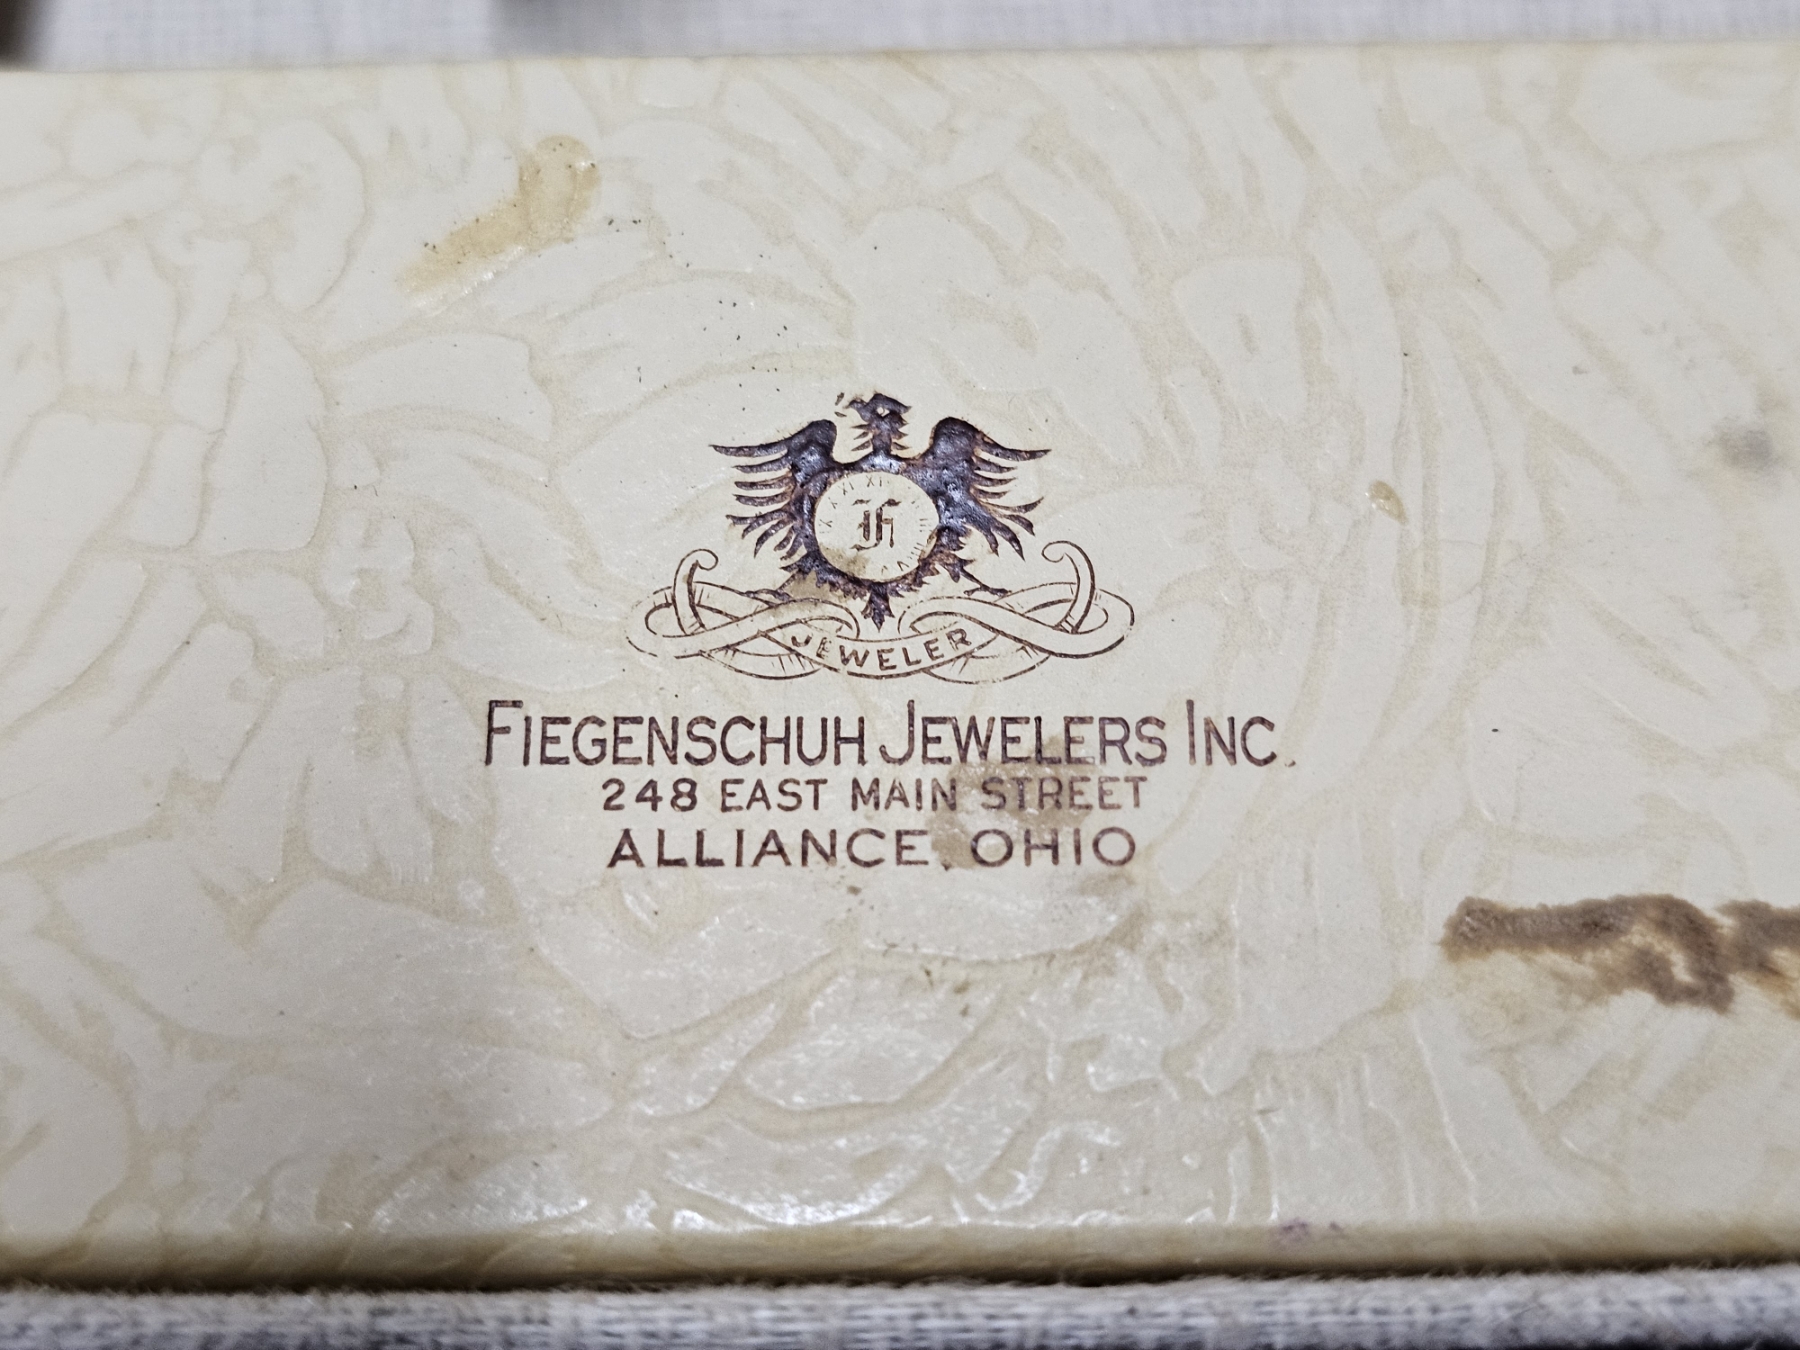 F
JEWELER
FIEGENSCHUH JEWELERS INC.
248 EAST MAIN STREET
ALLIANCE, OHIO